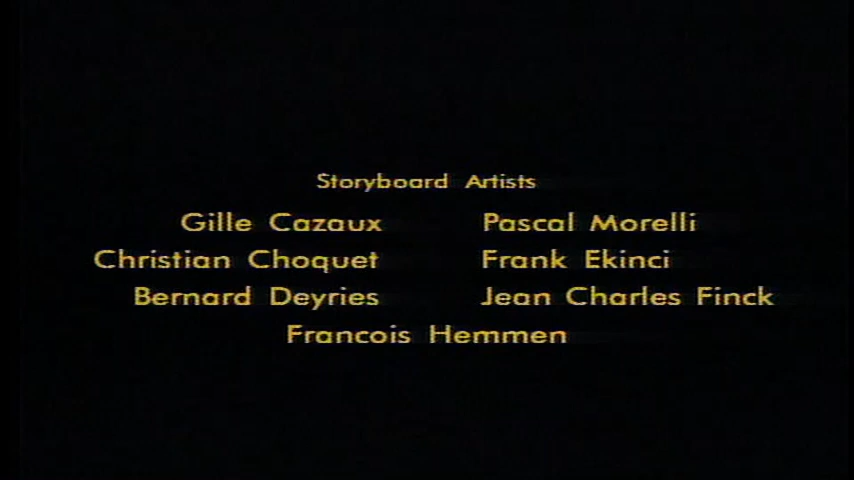 Storyboard Artists
Gille Cazaux Pascal Morelli
Christian Choquet Frank Ekinci
Bernard Deyries Jean Charles Finck
Francois Hemmen